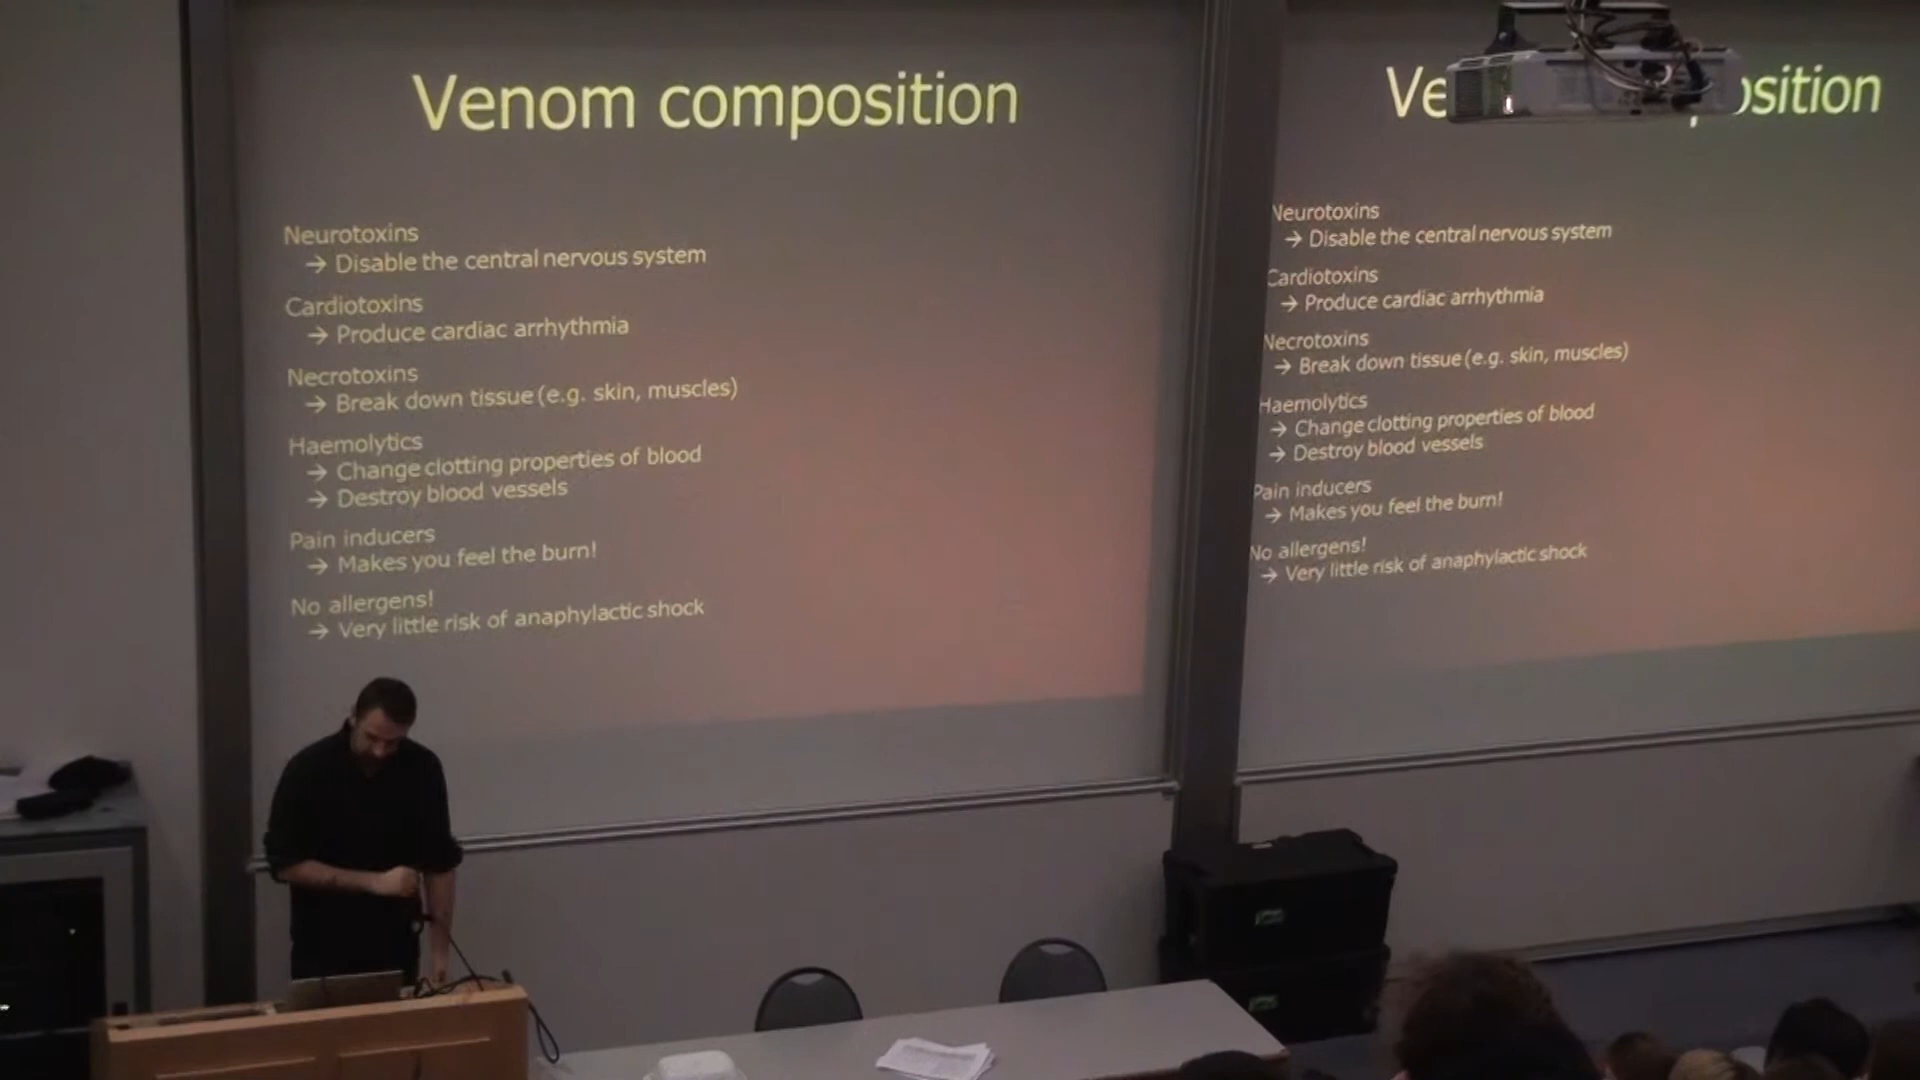 Venom composition
Neurotoxins
→ Disable the central nervous system
Cardiotoxins
→ Produce cardiac arrhythmia
Necrotoxins
→ Break down tissue (e.g. skin, muscles)
Haemolytics
→ Change clotting properties of blood
→ Destroy blood vessels
Pain inducers
→ Makes you feel the burn!
No allergens!
→ Very little risk of anaphylactic shock
Ve osition
Neurotoxins
→ Disable the central nervous system
Cardiotoxins
→ Produce cardiac arrhythmia
Necrotoxins
→ Break down tissue (e.g. skin, muscles)
Haemolytics
→ Change clotting properties of blood
→ Destroy blood vessels
Pain inducers
→ Makes you feel the burn!
No allergens!
→ Very little risk of anaphylactic shock